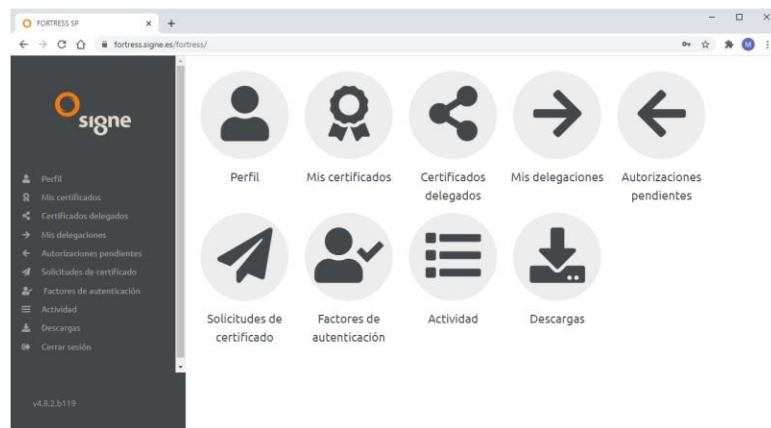 FORTRESS SP
fortress.signe.es/fortress/
M
signe
Perfil
Mis certificados
Certificados delegados
Mis delegaciones
Autorizaciones pendientes
Solicitudes de certificado
Factores de autenticación
Actividad
Descargas
Cerrar sesión
v4.8.2.b119
Perfil
Mis certificados
Certificados
delegados
Mis delegaciones
Autorizaciones
pendientes
Solicitudes de
certificado
Factores de
autenticación
Actividad
Descargas